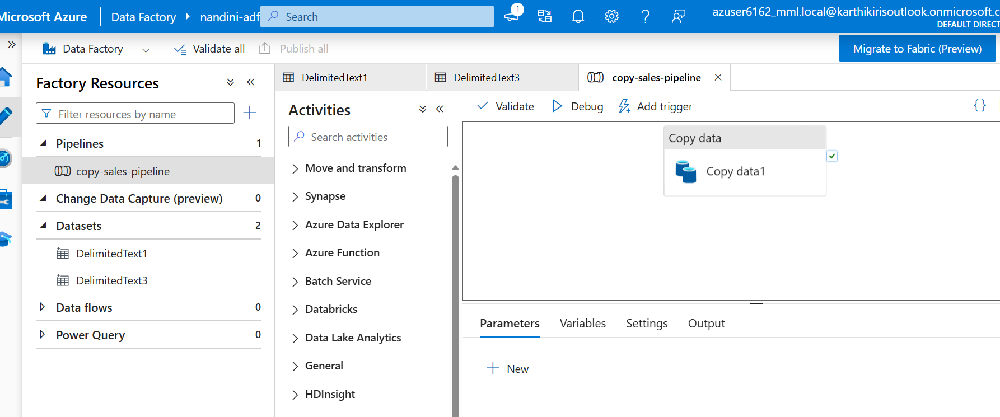 Microsoft Azure
Data Factory
nandini-adf
Search
1
azuser6162_mml.local@karthikirisoutlook.onmicrosoft.c
DEFAULT DIRECT
Data Factory
Validate all
Publish all
Migrate to Fabric (Preview)
Factory Resources
Filter resources by name
Pipelines 1
copy-sales-pipeline
Change Data Capture (preview) 0
Datasets 2
DelimitedText1
DelimitedText3
Data flows 0
Power Query 0
DelimitedText1
DelimitedText3
copy-sales-pipeline
Activities
Search activities
Move and transform
Synapse
Azure Data Explorer
Azure Function
Batch Service
Databricks
Data Lake Analytics
General
HDInsight
Validate
Debug
Add trigger
{}
Copy data
Copy data1
Parameters
Variables
Settings
Output
New